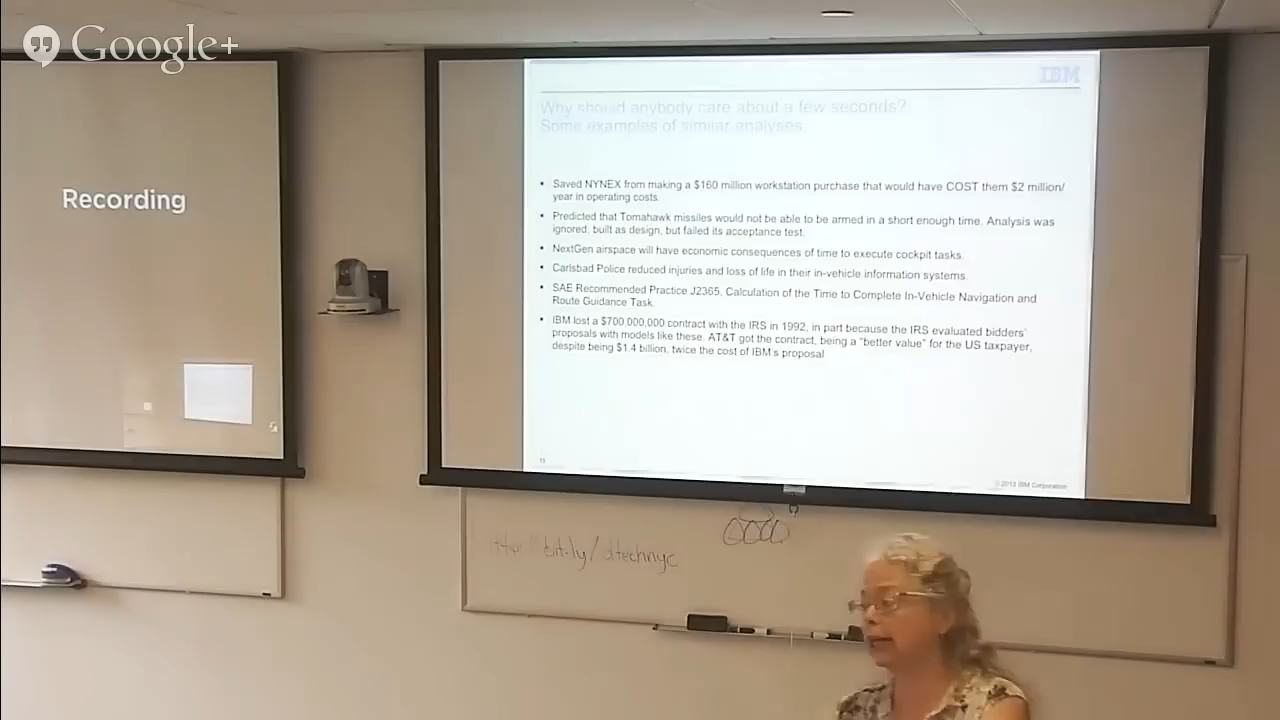 Google+
Recording
IBM
Why should anybody care about a few seconds?
Some examples of similar analyses
• Saved NYNEX from making a $160 million workstation purchase that would have COST them $2 million/
year in operating costs.
• Predicted that Tomahawk missiles would not be able to be armed in a short enough time. Analysis was
ignored, built as design, but failed its acceptance test.
• NextGen airspace will have economic consequences of time to execute cockpit tasks.
• Carlsbad Police reduced injuries and loss of life in their in-vehicle information systems.
• SAE Recommended Practice J2365, Calculation of the Time to Complete In-Vehicle Navigation and
Route Guidance Task.
• IBM lost a $700,000,000 contract with the IRS in 1992, in part because the IRS evaluated bidders'
proposals with models like these. AT&T got the contract, being a "better value" for the US taxpayer,
despite being $1.4 billion, twice the cost of IBM's proposal
© 2013 IBM Corporation
bit.ly/dtechnyc